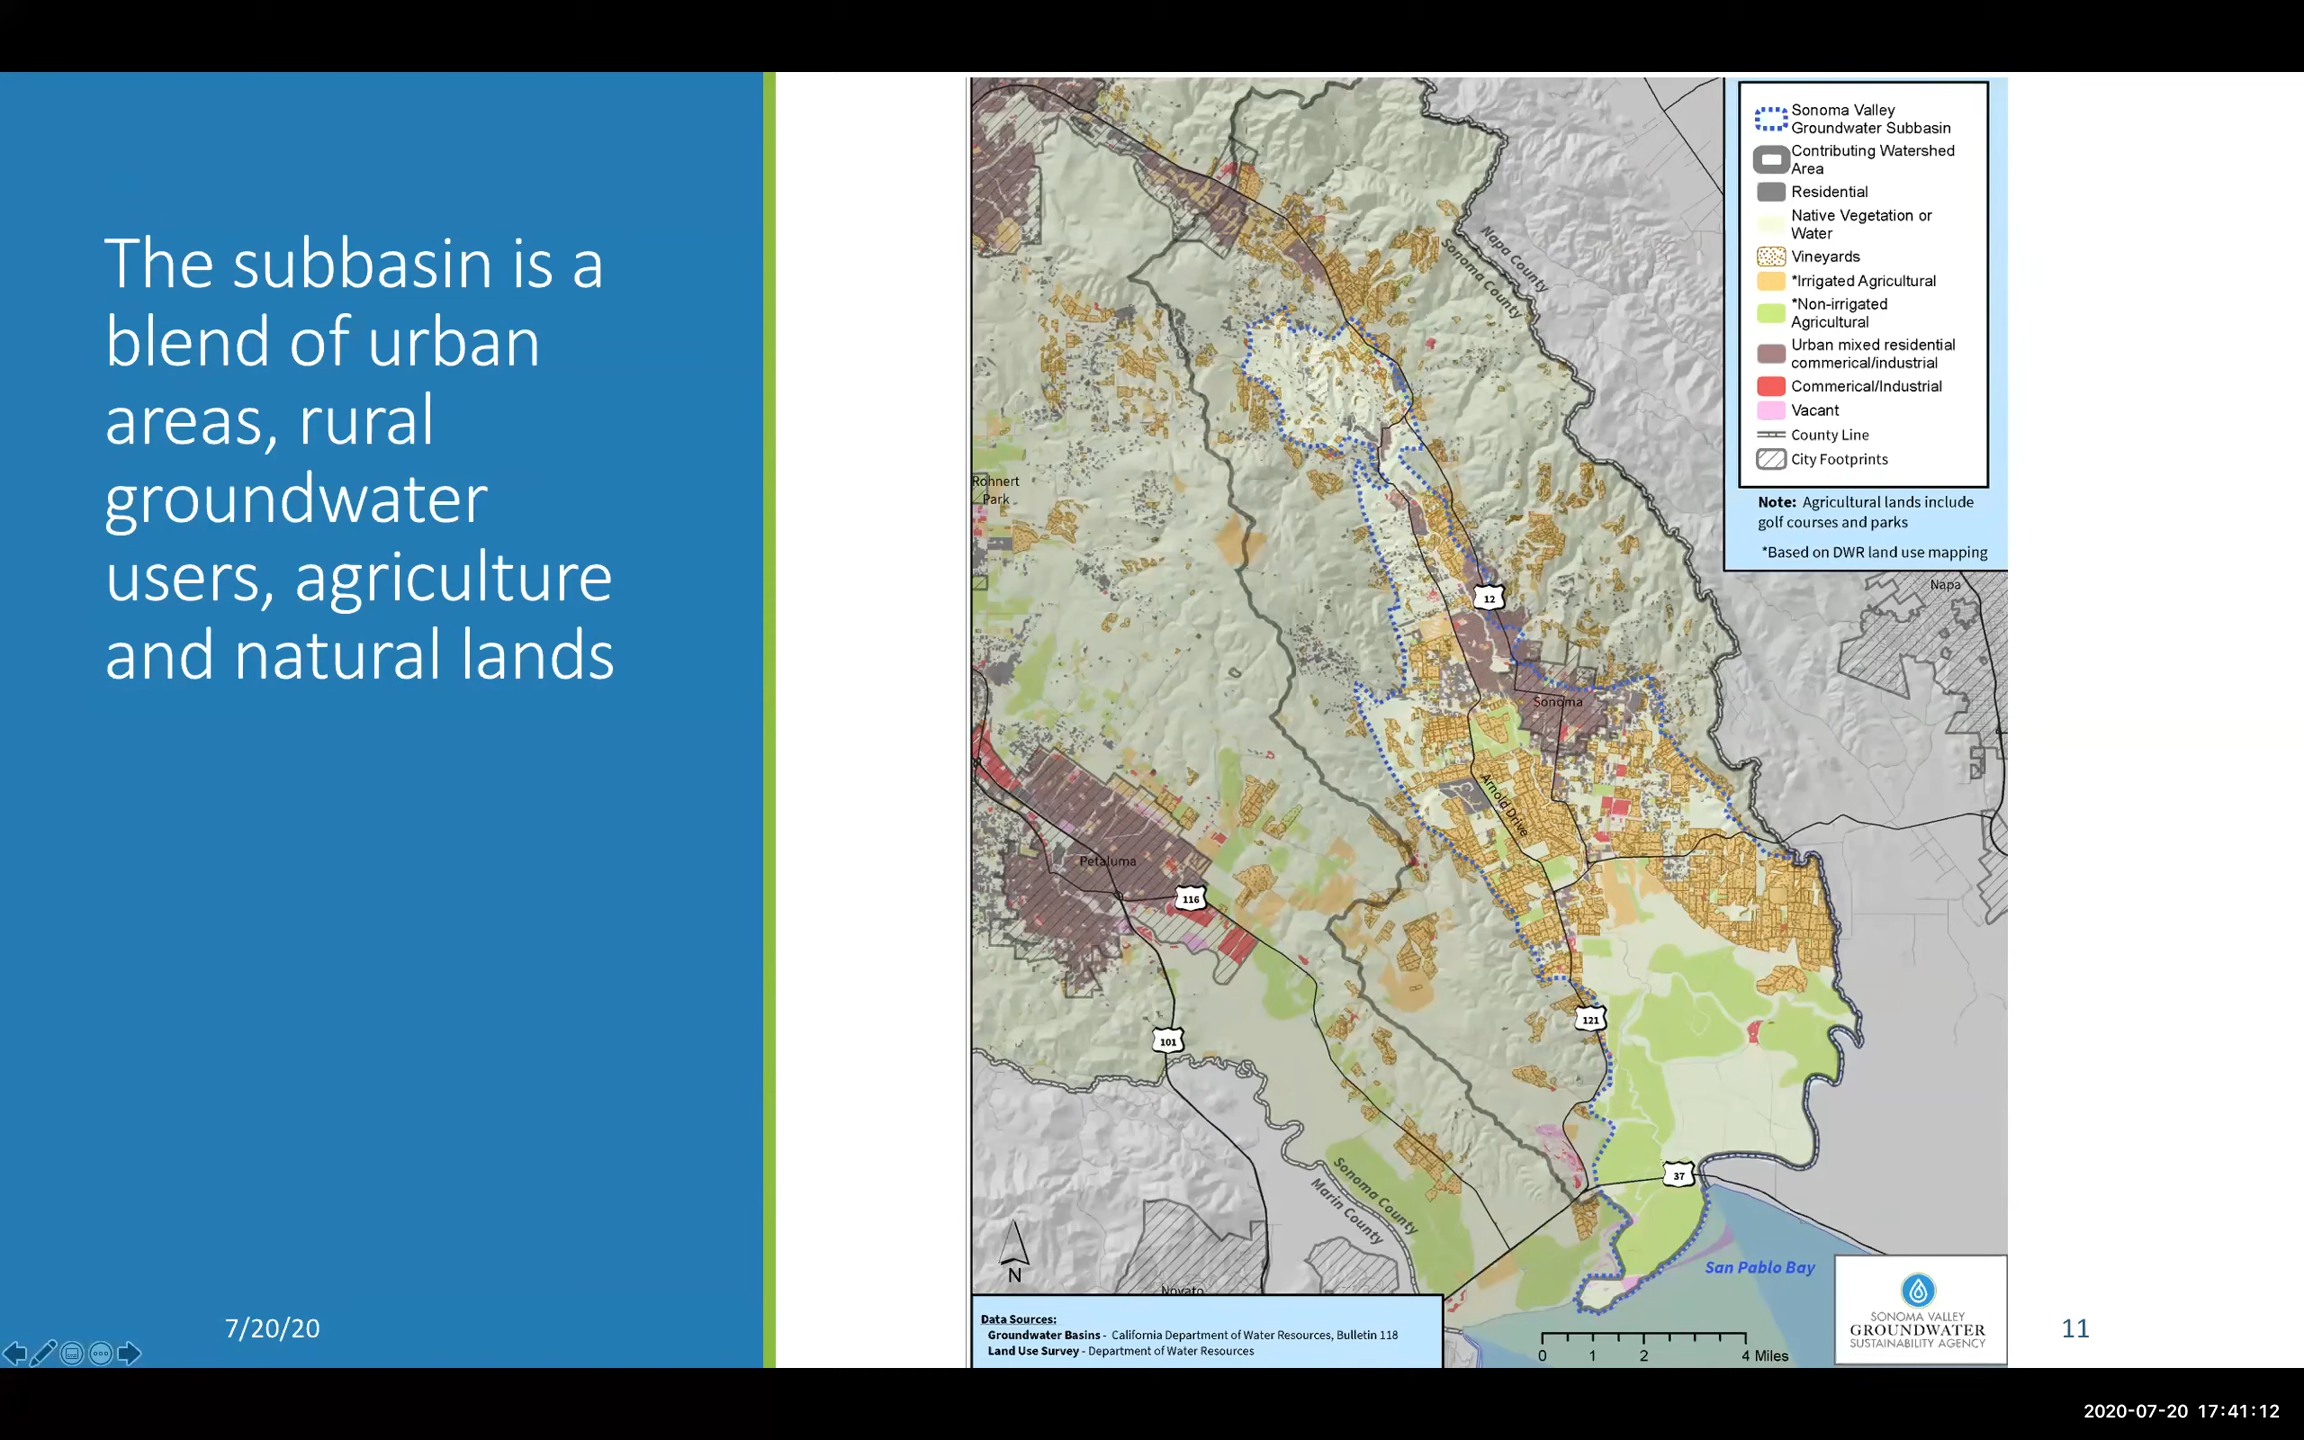 The subbasin is a
blend of urban
areas, rural
groundwater
users, agriculture
and natural lands
7/20/20
Sonoma Valley
Groundwater Subbasin
Contributing Watershed
Area
Residential
Native Vegetation or
Water
Vineyards
*Irrigated Agricultural
*Non-irrigated
Agricultural
Urban mixed residential
commerical/industrial
Commerical/Industrial
Vacant
County Line
City Footprints
Note: Agricultural lands include
golf courses and parks
*Based on DWR land use mapping
Napa County
Sonoma County
Rohnert
Park
Napa
12
Sonoma
Arnold Drive
Petaluma
116
121
101
37
Sonoma County
Marin County
San Pablo Bay
N
Novato
Data Sources:
Groundwater Basins - California Department of Water Resources, Bulletin 118
Land Use Survey - Department of Water Resources
0 1 2 4 Miles
SONOMA VALLEY
GROUNDWATER
SUSTAINABILITY AGENCY
11
2020-07-20 17:41:12